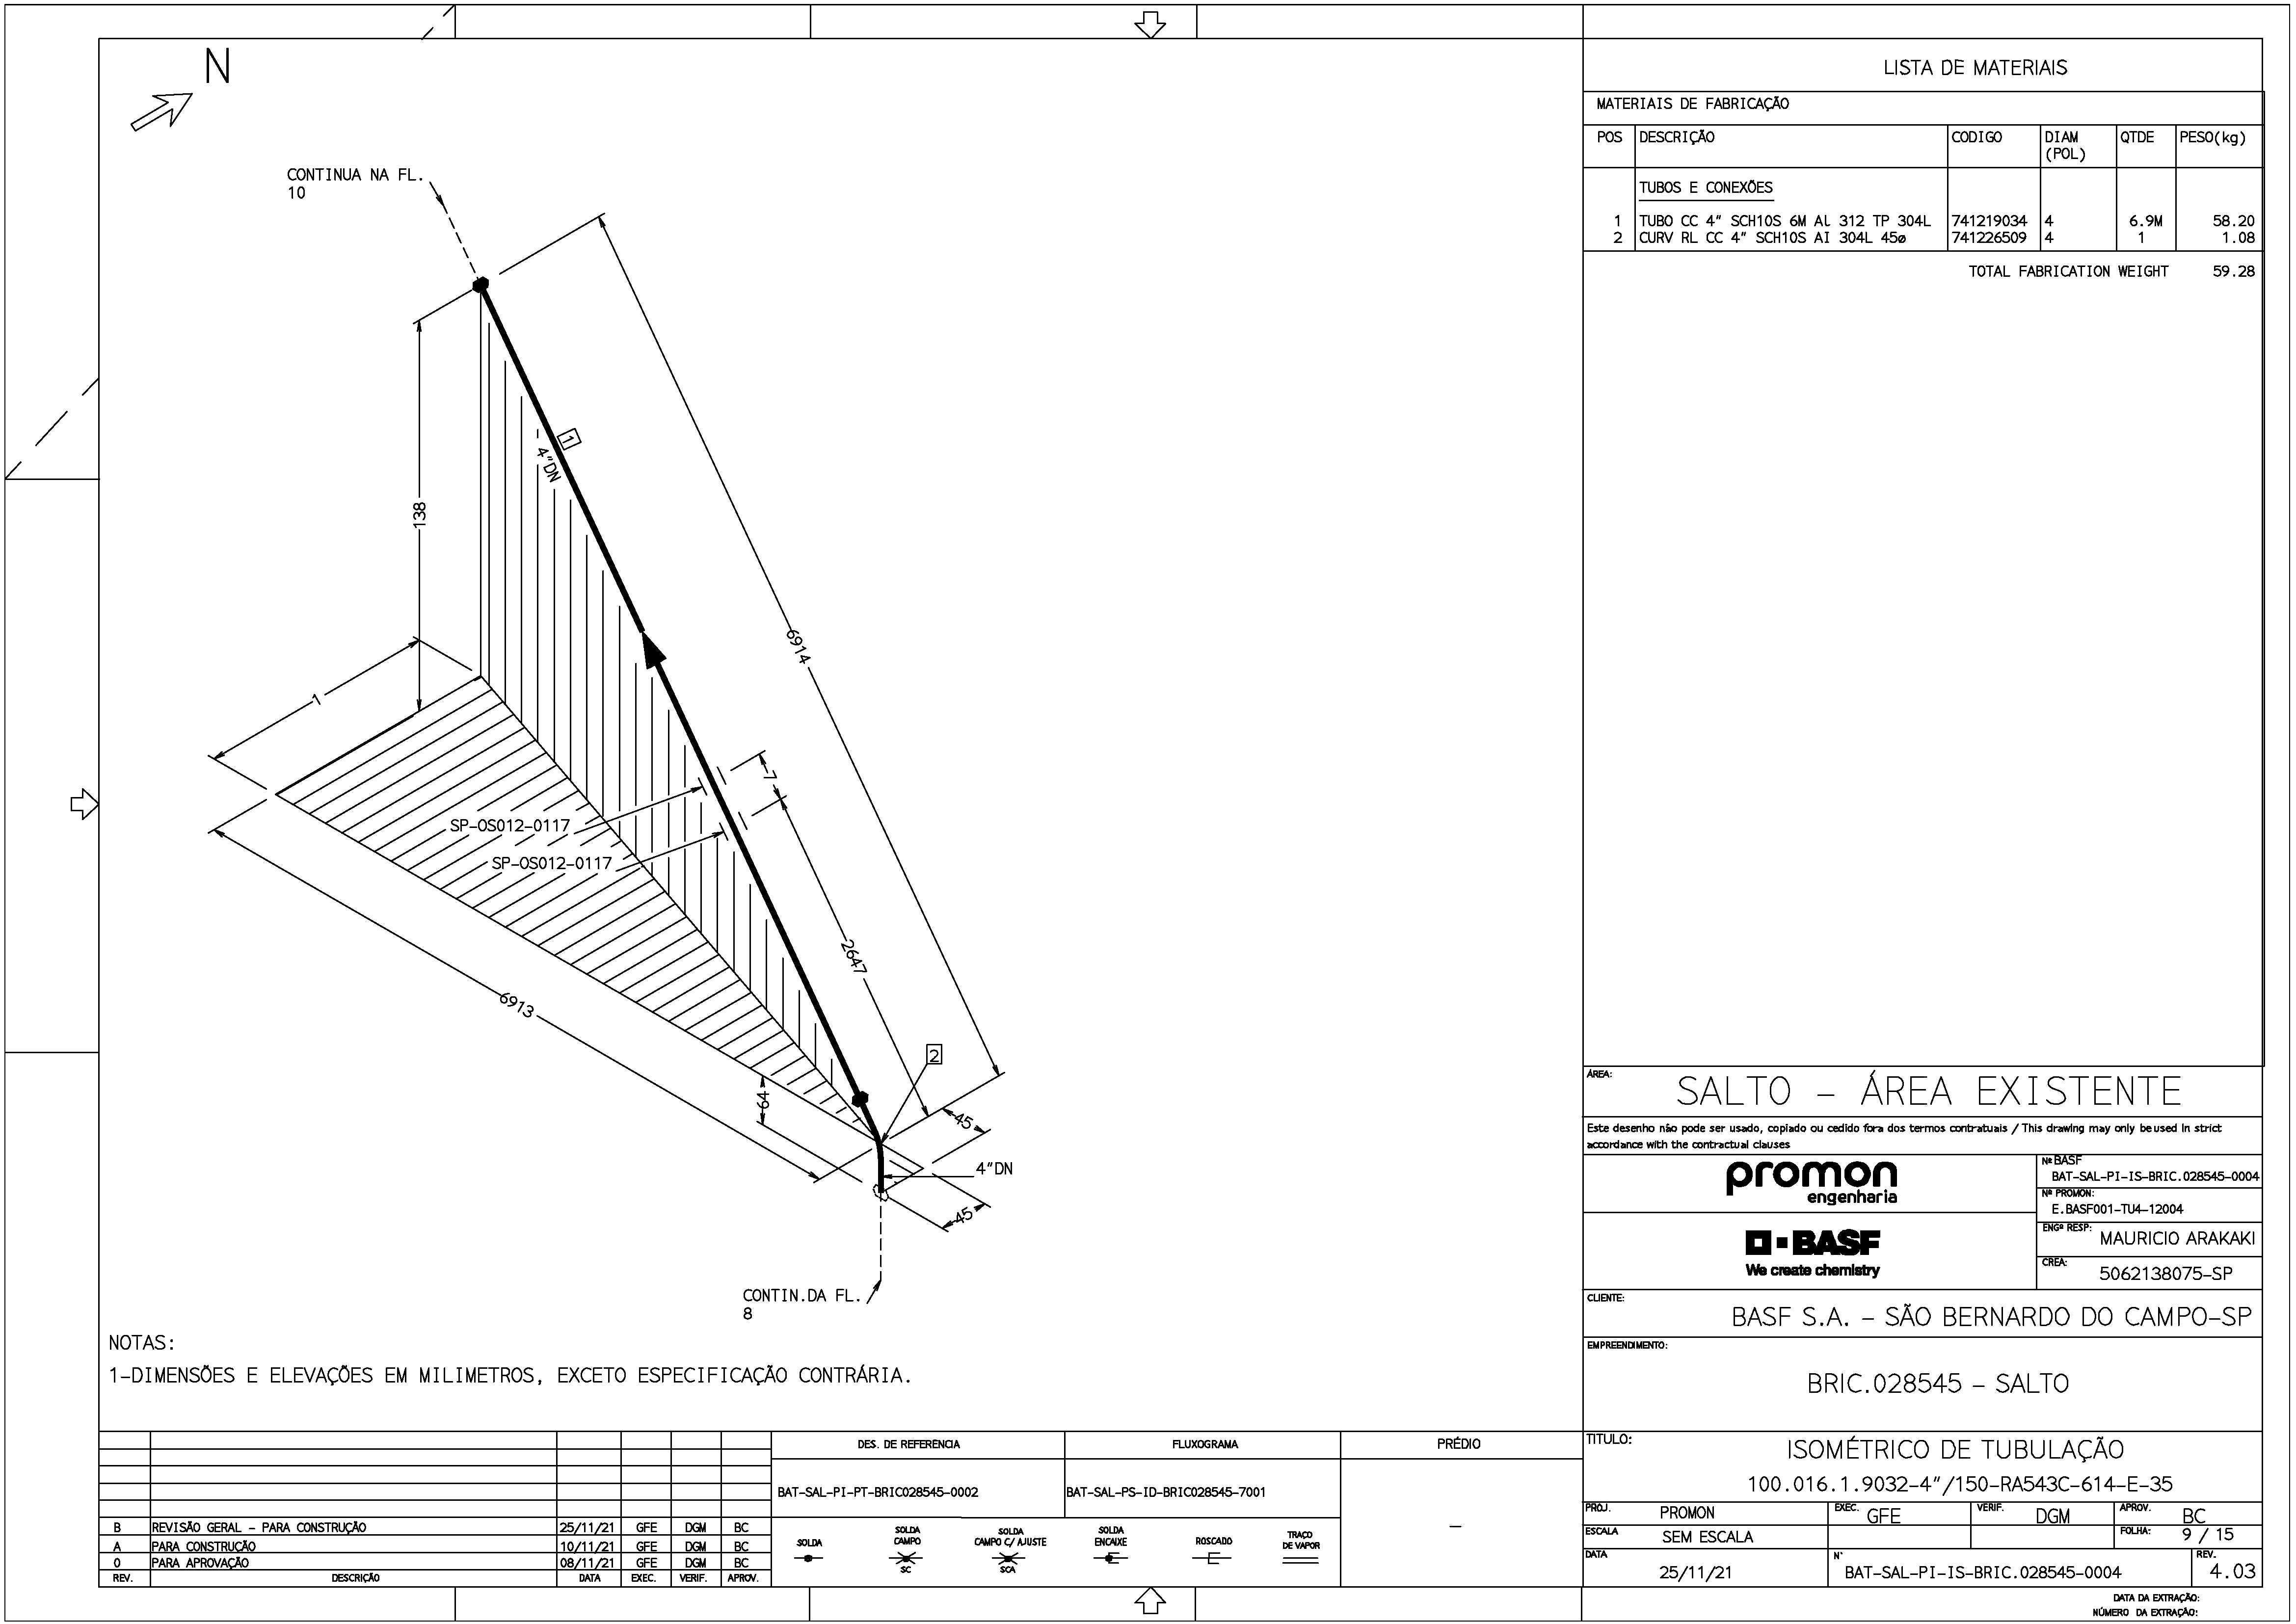 N
CONTINUA NA FL.
10
138
1
4"DN
1
6914
7
SP-OS012-0117
SP-OS012-0117
2647
6913
2
64
45
4"DN
45
CONTIN.DA FL.
8
NOTAS:
1-DIMENSÕES E ELEVAÇÕES EM MILIMETROS, EXCETO ESPECIFICAÇÃO CONTRÁRIA.
LISTA DE MATERIAIS
MATERIAIS DE FABRICAÇÃO
POS DESCRIÇÃO CODIGO DIAM (POL) QTDE PESO(kg)
TUBOS E CONEXÕES
1 TUBO CC 4" SCH10S 6M Al 312 TP 304L 741219034 4 6.9M 58.20
2 CURV RL CC 4" SCH10S AI 304L 45ø 741226509 4 1 1.08
TOTAL FABRICATION WEIGHT 59.28
ÁREA:
SALTO - ÁREA EXISTENTE
Este desenho não pode ser usado, copiado ou cedido fora dos termos contratuais / This drawing may only be used in strict
accordance with the contractual clauses
promon
engenharia
Nº BASF
BAT-SAL-PI-IS-BRIC.028545-0004
Nº PROMON:
E.BASF001-TU4-12004
BASF
We create chemistry
ENGº RESP:
MAURICIO ARAKAKI
CREA:
5062138075-SP
CLIENTE:
BASF S.A. - SÃO BERNARDO DO CAMPO-SP
EMPREENDIMENTO:
BRIC.028545 - SALTO
TITULO:
ISOMÉTRICO DE TUBULAÇÃO
100.016.1.9032-4"/150-RA543C-614-E-35
PROJ. PROMON EXEC. GFE VERIF. DGM APROV. BC
ESCALA SEM ESCALA FOLHA: 9 / 15
DATA 25/11/21 Nº BAT-SAL-PI-IS-BRIC.028545-0004 REV. 4.03
DATA DA EXTRAÇÃO:
NÚMERO DA EXTRAÇÃO:
DES. DE REFERÊNCIA FLUXOGRAMA PRÉDIO
BAT-SAL-PI-PT-BRIC028545-0002 BAT-SAL-PS-ID-BRIC028545-7001 -
B REVISÃO GERAL - PARA CONSTRUÇÃO 25/11/21 GFE DGM BC
A PARA CONSTRUÇÃO 10/11/21 GFE DGM BC
0 PARA APROVAÇÃO 08/11/21 GFE DGM BC
REV. DESCRIÇÃO DATA EXEC. VERIF. APROV.
SOLDA
SOLDA CAMPO
SC
SOLDA CAMPO C/ AJUSTE
SCA
SOLDA ENCAIXE
ROSCADO
TRAÇO DE VAPOR